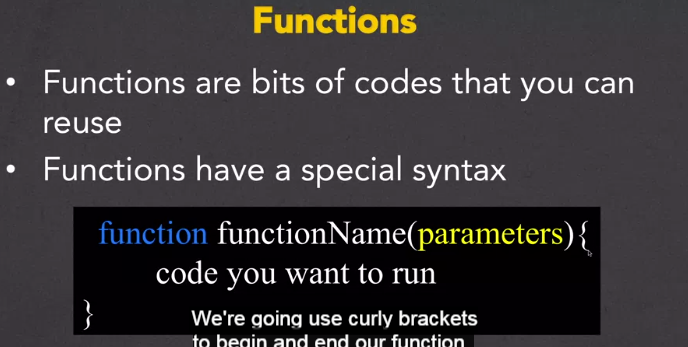 Functions
• Functions are bits of codes that you can
reuse
• Functions have a special syntax
function functionName(parameters){
code you want to run
}
We're going use curly brackets
to begin and end our function